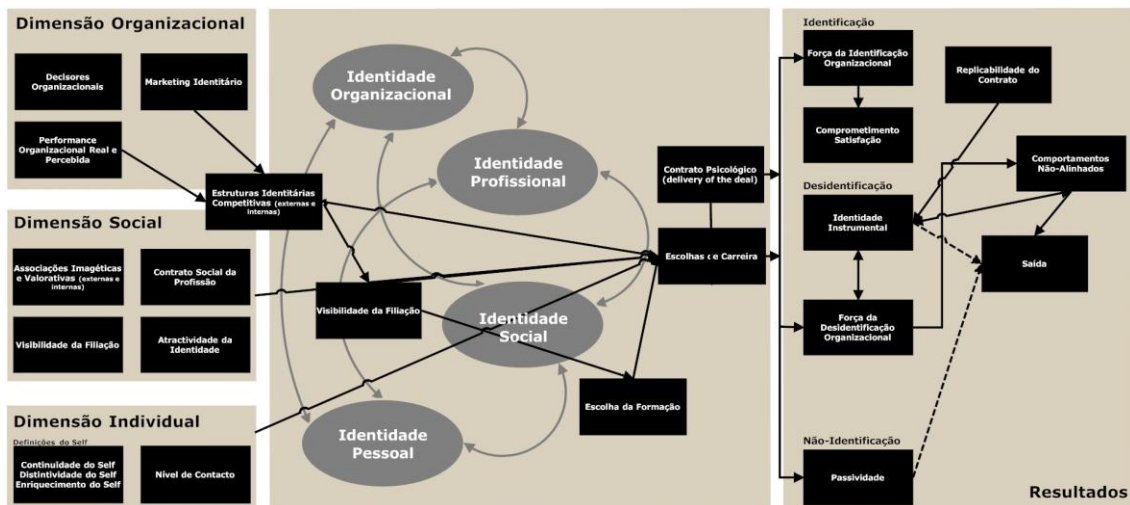 Dimensão Organizacional
Decisores
Organizacionais
Marketing Identitário
Performance
Organizacional Real e
Percebida
Estruturas Identitárias
Competitivas (externas e
internas)
Dimensão Social
Associações Imagéticas
e Valorativas (externas e
internas)
Contrato Social da
Profissão
Visibilidade da Filiação
Atractividade da
Identidade
Dimensão Individual
Definições do Self
Continuidade do Self
Distintividade do Self
Enriquecimento do Self
Nível de Contacto
Identidade
Organizacional
Identidade
Profissional
Visibilidade da Filiação
Identidade
Social
Escolha da Formação
Identidade
Pessoal
Contrato Psicológico
(delivery of the deal)
Escolhas e Carreira
Identificação
Força da Identificação
Organizacional
Replicabilidade do
Contrato
Comprometimento
Satisfação
Comportamentos
Não-Alinhados
Desidentificação
Identidade
Instrumental
Saída
Força da
Desidentificação
Organizacional
Não-Identificação
Passividade
Resultados